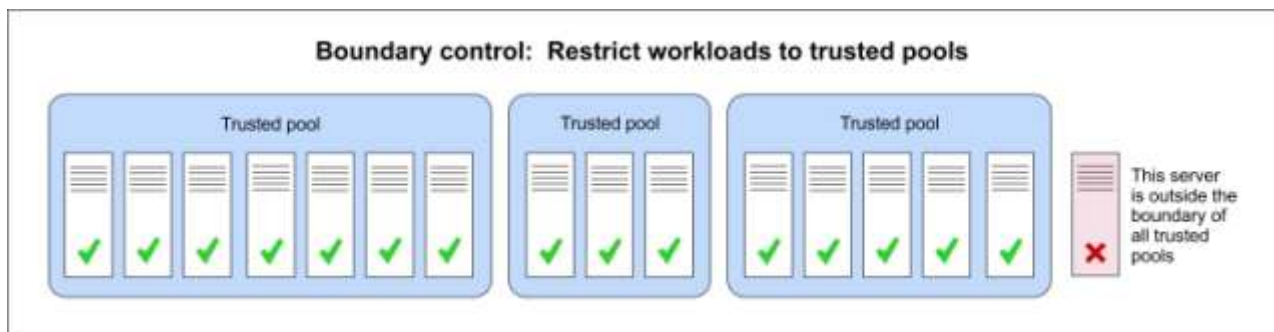 Boundary control: Restrict workloads to trusted pools
Trusted pool
Trusted pool
Trusted pool
This server
is outside the
boundary of
all trusted
pools